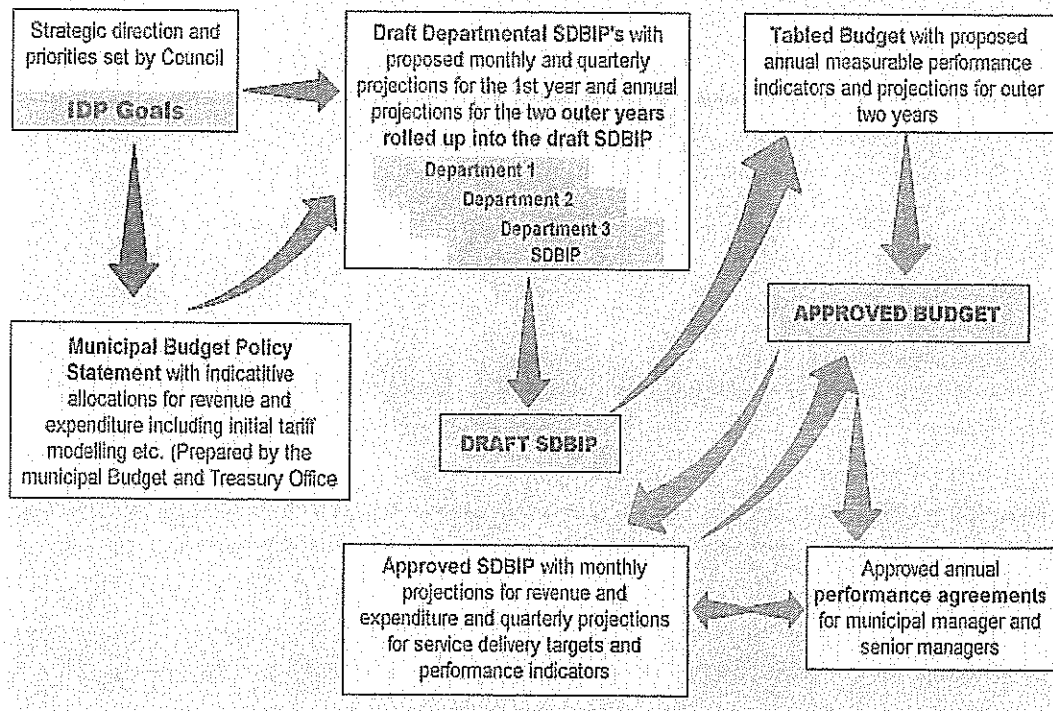 Strategic direction and
priorities set by Council
IDP Goals
Draft Departmental SDBIP's with
proposed monthly and quarterly
projections for the 1st year and annual
projections for the two outer years
rolled up into the draft SDBIP
Department 1
Department 2
Department 3
SDBIP
Tabled Budget with proposed
annual measurable performance
indicators and projections for outer
two years
Municipal Budget Policy
Statement with indicatitive
allocations for revenue and
expenditure including initial tariff
modelling etc. (Prepared by the
municipal Budget and Treasury Office
DRAFT SDBIP
APPROVED BUDGET
Approved SDBIP with monthly
projections for revenue and
expenditure and quarterly projections
for service delivery targets and
performance indicators
Approved annual
performance agreements
for municipal manager and
senior managers